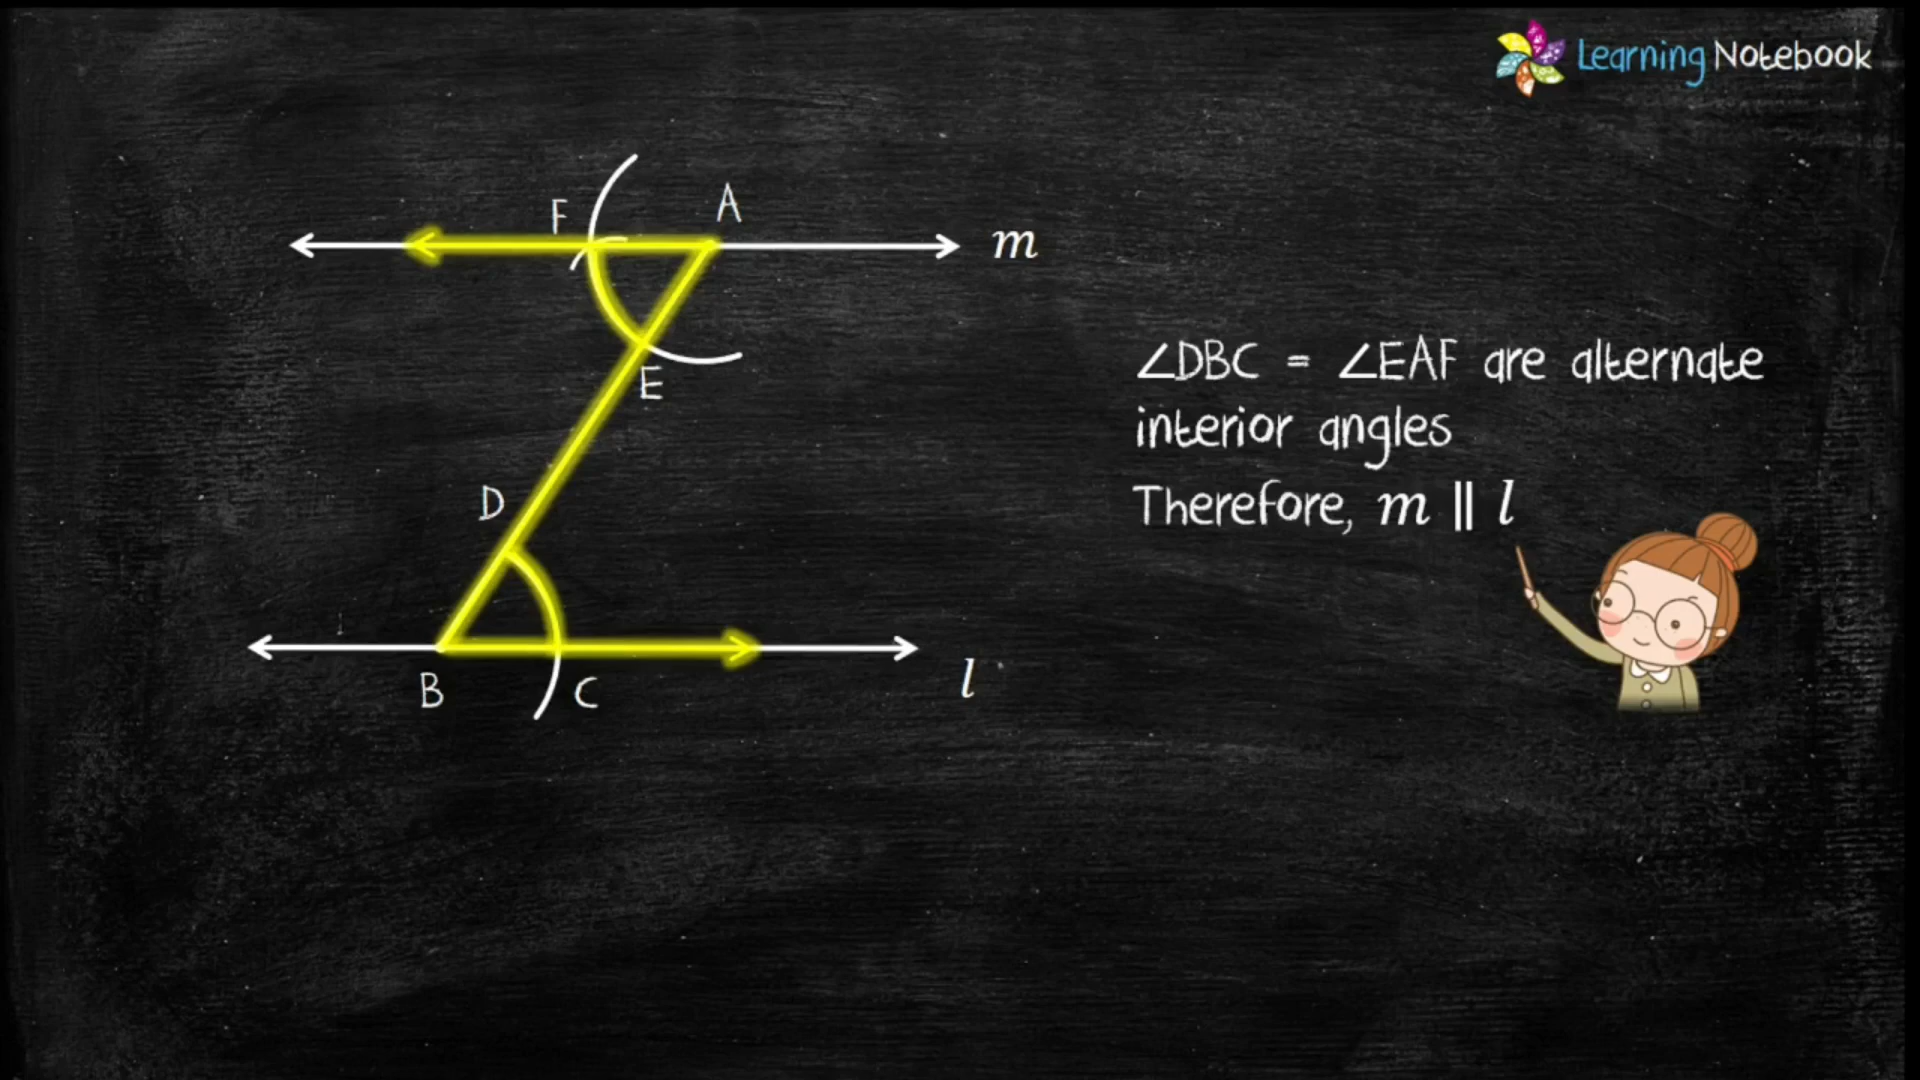 Learning Notebook
F
A
m
∠DBC = ∠EAF are alternate
interior angles
E
D
Therefore, m ∥ l
B
C
l